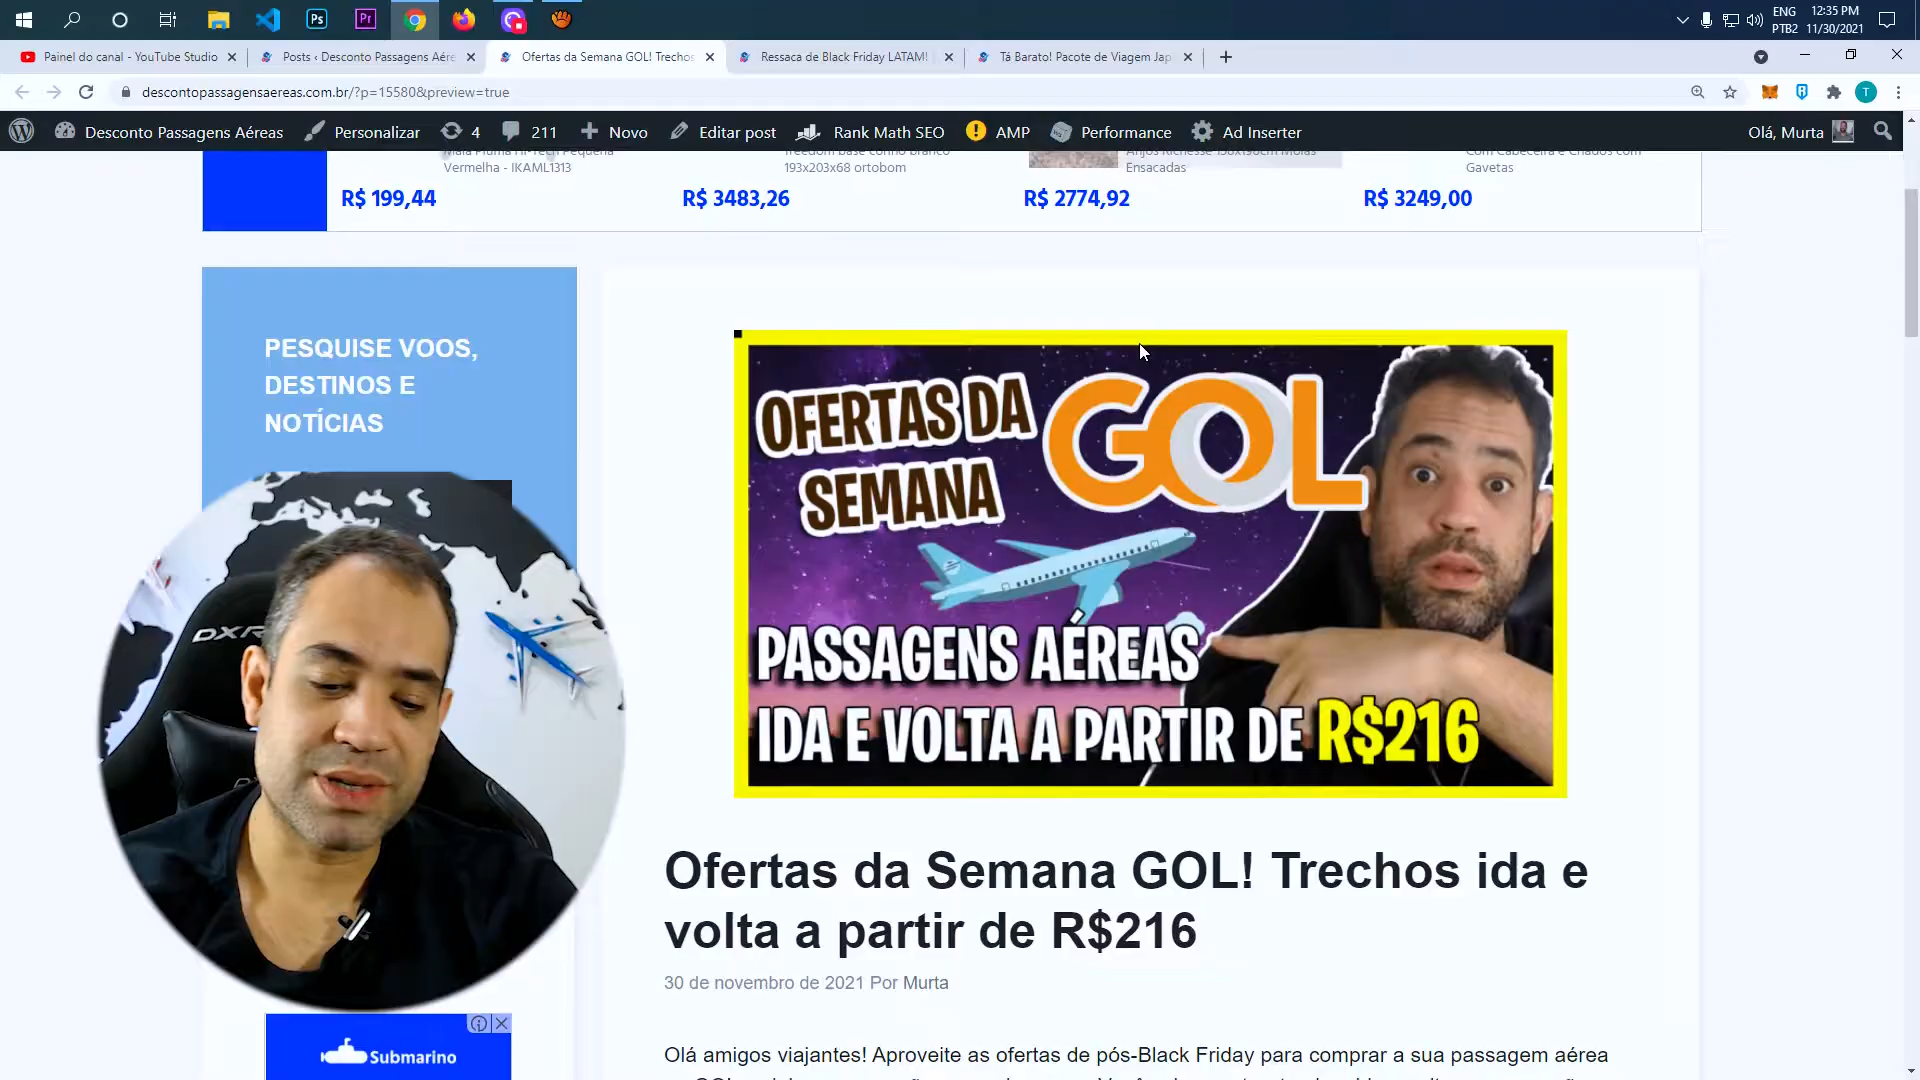 ENG
12:35 PM
PTB2
11/30/2021
Painel do canal - YouTube Studio
Posts ‹ Desconto Passagens Aére
Ofertas da Semana GOL! Trechos
Ressaca de Black Friday LATAM!
Tá Barato! Pacote de Viagem Jap
descontopassagensaereas.com.br/?p=15580&preview=true
Desconto Passagens Aéreas
Personalizar
4
211
Novo
Editar post
Rank Math SEO
AMP
Performance
Ad Inserter
Olá, Murta
Vermelha - IKAML1313
193x203x68 ortobom
Ensacadas
Gavetas
R$ 199,44
R$ 3483,26
R$ 2774,92
R$ 3249,00
PESQUISE VOOS,
DESTINOS E
NOTÍCIAS
OFERTAS DA
SEMANA
GOL
PASSAGENS AÉREAS
IDA E VOLTA A PARTIR DE R$216
Ofertas da Semana GOL! Trechos ida e
volta a partir de R$216
30 de novembro de 2021 Por Murta
Submarino
Olá amigos viajantes! Aproveite as ofertas de pós-Black Friday para comprar a sua passagem aérea